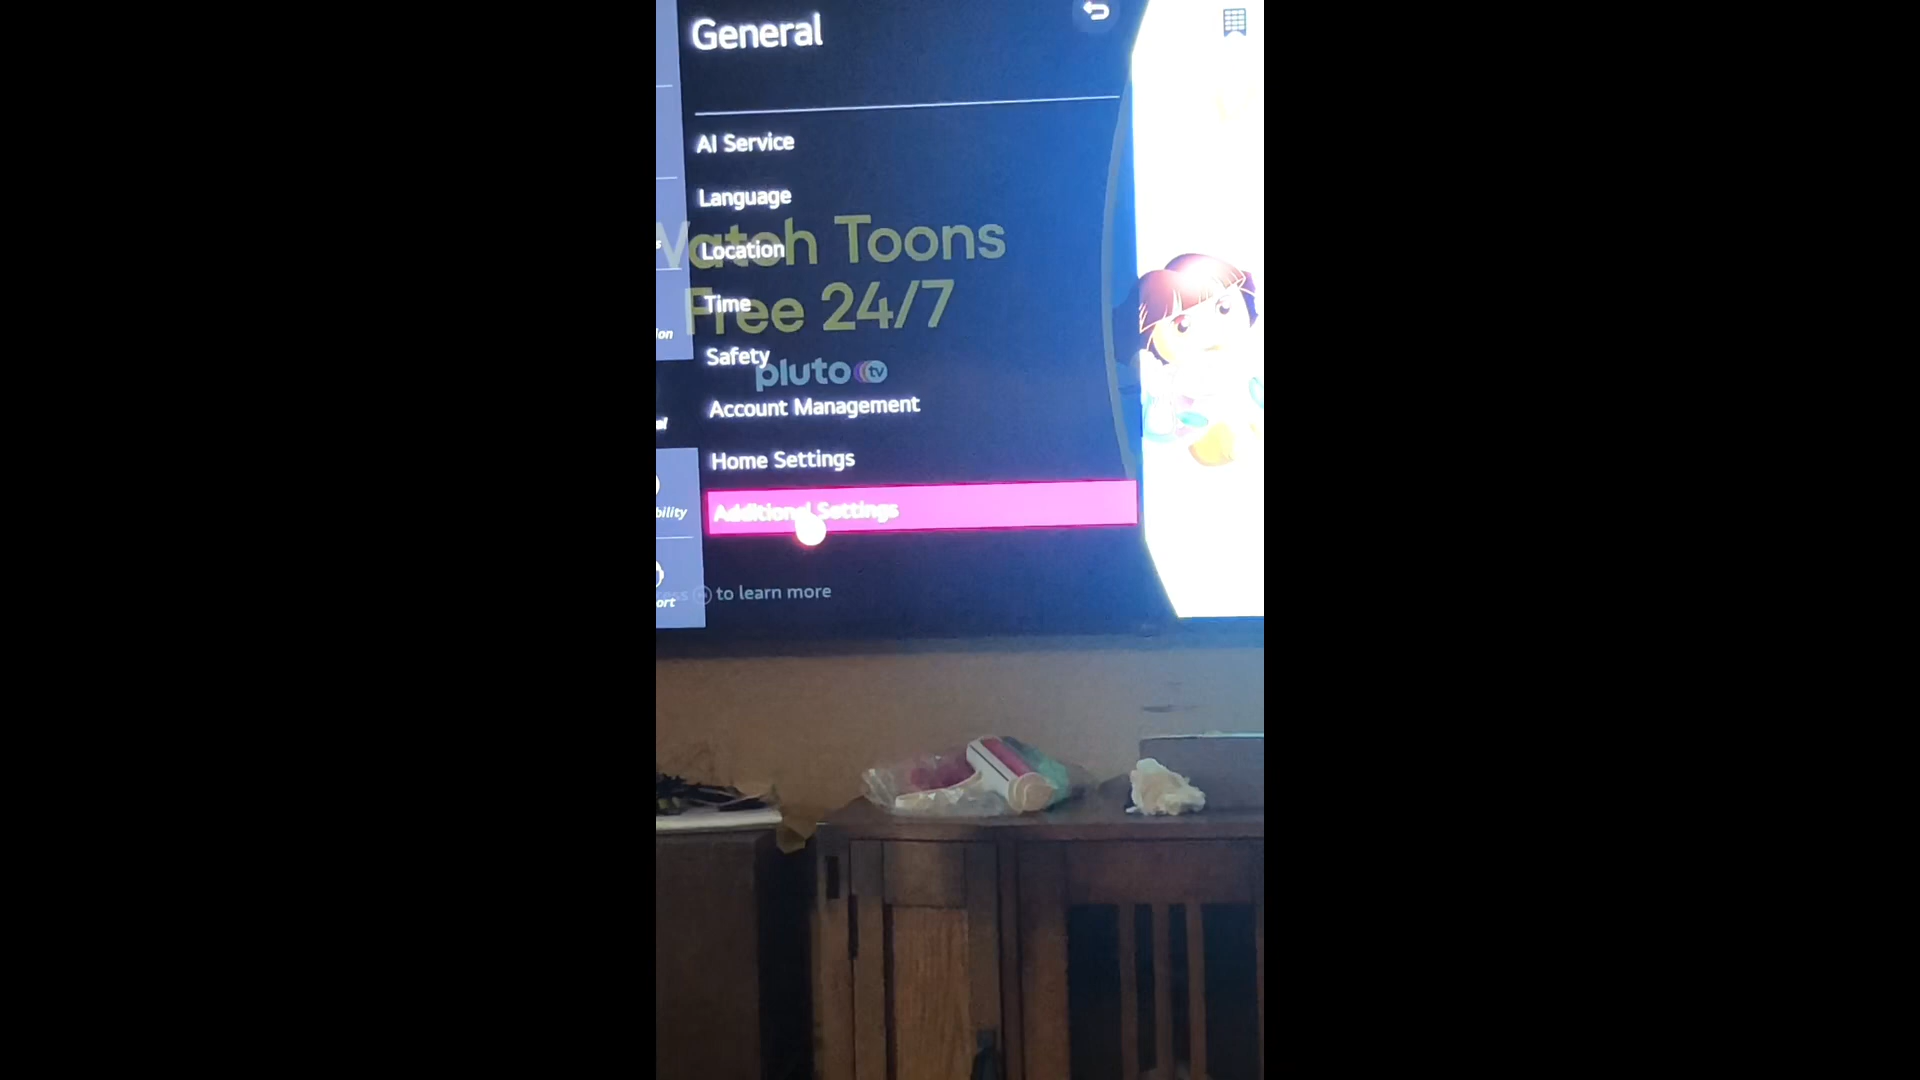 General
AI Service
Language
Watch Toons
Location
Free 24/7
Time
Safety
pluto tv
Account Management
Home Settings
Additional Settings
to learn more